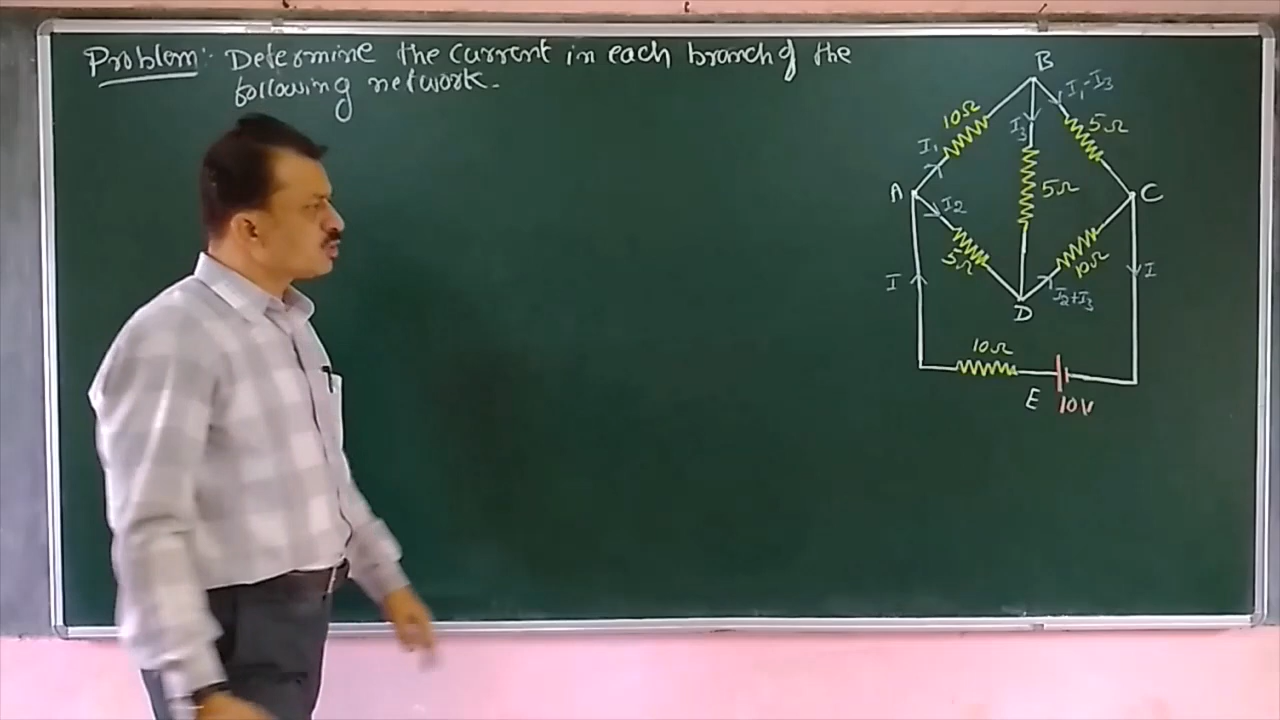 Problem:- Determine the current in each branch of the
following network.
B
I₁-I₃
10Ω
I₃
5Ω
I₁
A
I2
5Ω
C
5Ω
10Ω
I
I
I₂+I₃
D
10Ω
E
10V